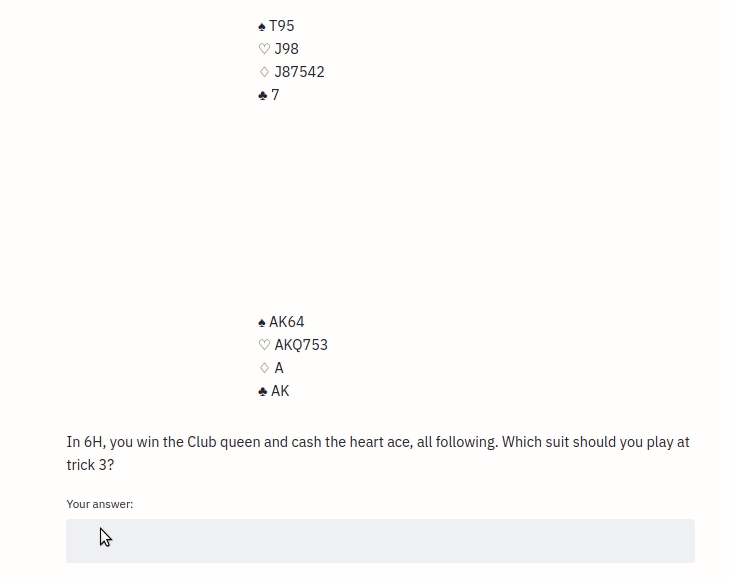 ♠ T95
♡ J98
♢ J87542
♣ 7
♠ AK64
♡ AKQ753
♢ A
♣ AK
In 6H, you win the Club queen and cash the heart ace, all following. Which suit should you play at
trick 3?
Your answer: